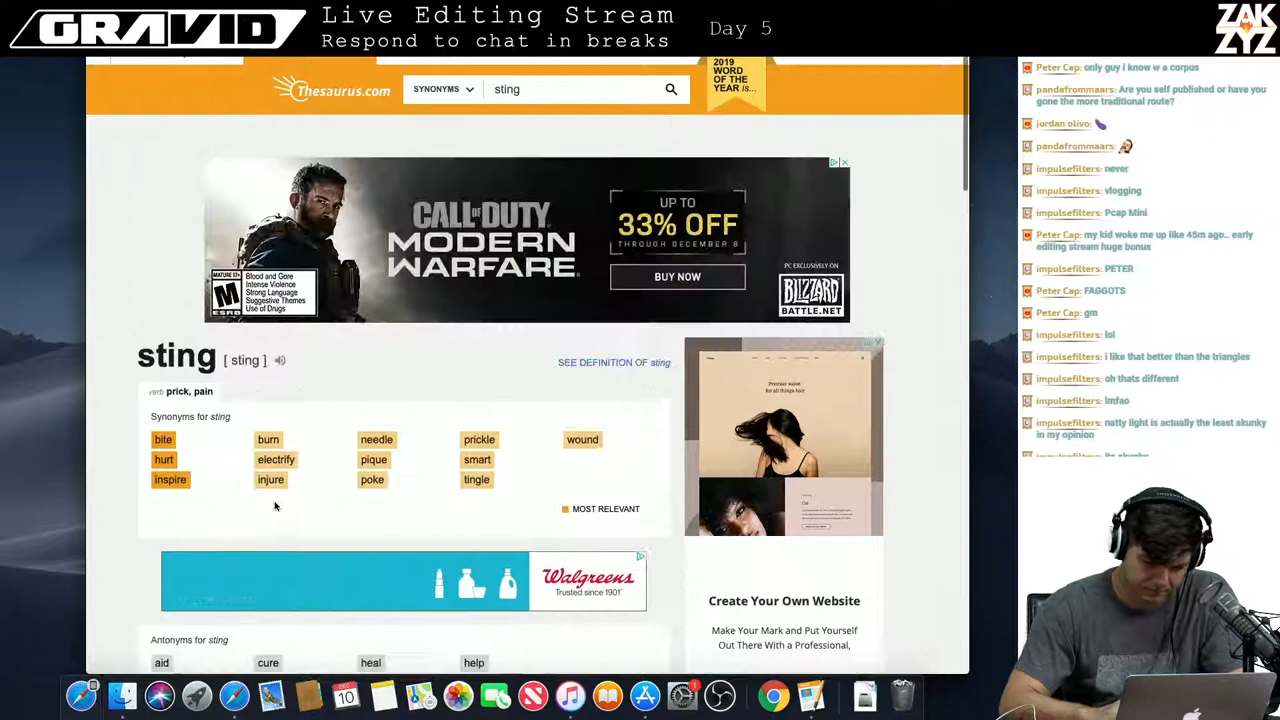 GRAVID
Live Editing Stream
Respond to chat in breaks
Day 5
ZAK
ZYZ
Thesaurus.com
SYNONYMS
sting
2019
WORD
OF THE
YEAR is...
CALL OF DUTY
MODERN
WARFARE
UP TO
33% OFF
THROUGH DECEMBER 8
BUY NOW
PC EXCLUSIVELY ON
BLIZZARD
BATTLE.NET
MATURE 17+
M
ESRB
Blood and Gore
Intense Violence
Strong Language
Suggestive Themes
Use of Drugs
sting [ sting ]
SEE DEFINITION OF sting
verb prick, pain
Synonyms for sting
bite burn needle prickle wound
hurt electrify pique smart
inspire injure poke tingle
MOST RELEVANT
Walgreens
Trusted since 1901
Antonyms for sting
aid cure heal help
Premier salon
for all things hair
Create Your Own Website
Make Your Mark and Put Yourself
Out There With a Professional,
Peter Cap: only guy i know w a corpus
pandafrommaars: Are you self published or have you
gone the more traditional route?
jordan olivo: 🍆
pandafrommaars:
impulsefilters: never
impulsefilters: vlogging
impulsefilters: Pcap Mini
Peter Cap: my kid woke me up like 45m ago.. early
editing stream huge bonus
impulsefilters: PETER
Peter Cap: FAGGOTS
Peter Cap: gm
impulsefilters: lol
impulsefilters: i like that better than the triangles
impulsefilters: oh thats different
impulsefilters: lmfao
impulsefilters: natty light is actually the least skunky
in my opinion
DEC
10